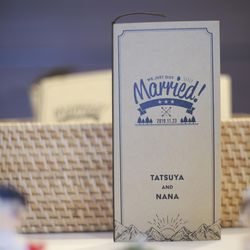 WE JUST GOT
Married!
2019.11.23
TATSUYA
AND
NANA